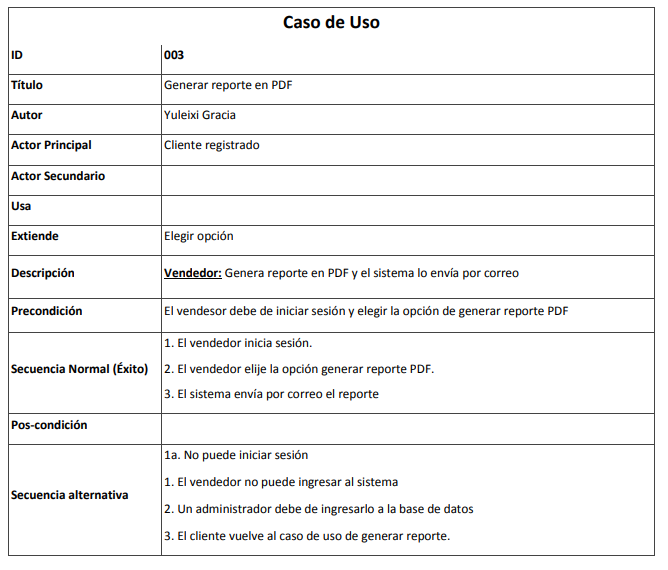 Caso de Uso
ID 003
Título Generar reporte en PDF
Autor Yuleixi Gracia
Actor Principal Cliente registrado
Actor Secundario
Usa
Extiende Elegir opción
Descripción Vendedor: Genera reporte en PDF y el sistema lo envía por correo
Precondición El vendesor debe de iniciar sesión y elegir la opción de generar reporte PDF
Secuencia Normal (Éxito)
1. El vendedor inicia sesión.
2. El vendedor elije la opción generar reporte PDF.
3. El sistema envía por correo el reporte
Pos-condición
Secuencia alternativa
1a. No puede iniciar sesión
1. El vendedor no puede ingresar al sistema
2. Un administrador debe de ingresarlo a la base de datos
3. El cliente vuelve al caso de uso de generar reporte.